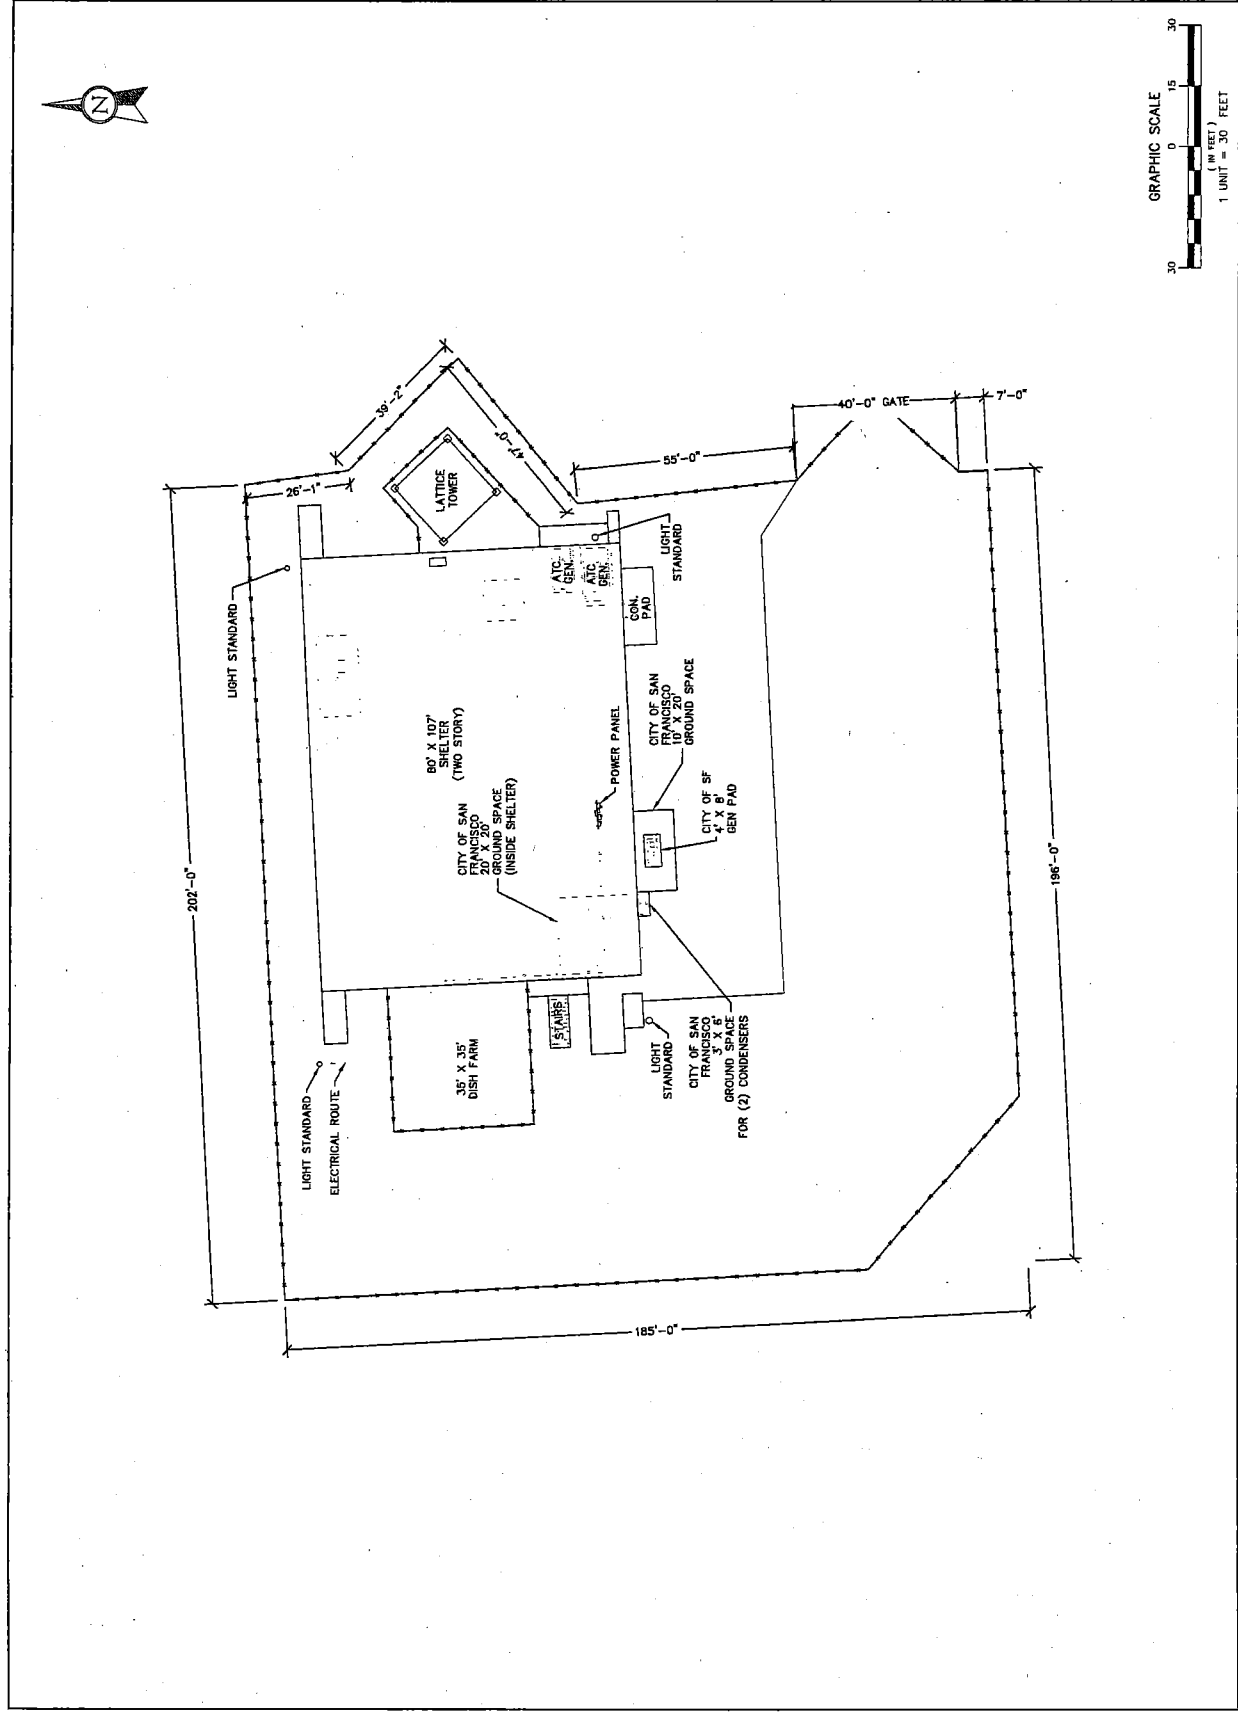 N
GRAPHIC SCALE
30
0
15
30
( IN FEET )
1 UNIT = 30 FEET
202'-0"
26'-1"
39'-2"
47'-0"
55'-0"
40'-0" GATE
7'-0"
196'-0"
185'-0"
LIGHT STANDARD
LATTICE
TOWER
80' X 107'
SHELTER
(TWO STORY)
ATC
GEN.
ATC
GEN.
LIGHT
STANDARD
CON.
PAD
CITY OF SAN
FRANCISCO
20' X 20'
GROUND SPACE
(INSIDE SHELTER)
POWER PANEL
CITY OF SAN
FRANCISCO
10' X 20'
GROUND SPACE
CITY OF SF
4' X 8'
GEN PAD
LIGHT STANDARD
ELECTRICAL ROUTE
35' X 35'
DISH FARM
STAIRS
LIGHT
STANDARD
CITY OF SAN
FRANCISCO
3' X 6'
GROUND SPACE
FOR (2) CONDENSERS